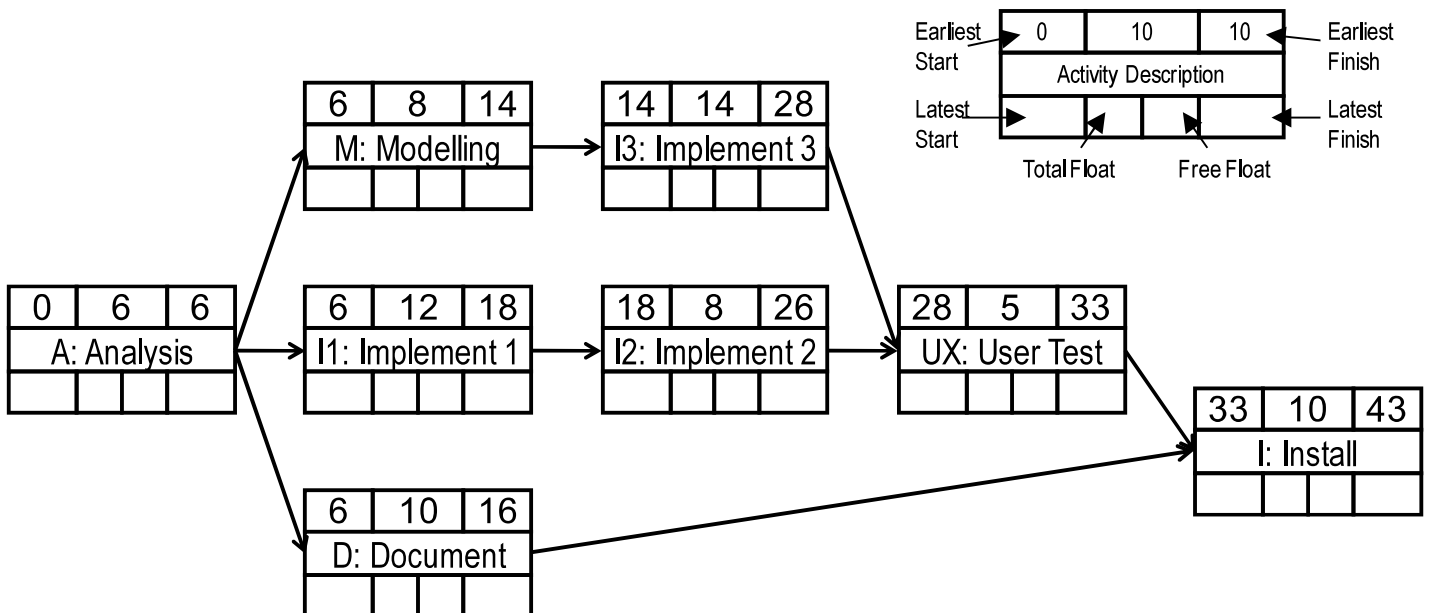 0 10 10
Activity Description
Earliest
Start
Earliest
Finish
Latest
Start
Latest
Finish
Total Float
Free Float
6 8 14
M: Modelling
14 14 28
I3: Implement 3
0 6 6
A: Analysis
6 12 18
I1: Implement 1
18 8 26
I2: Implement 2
28 5 33
UX: User Test
33 10 43
I: Install
6 10 16
D: Document